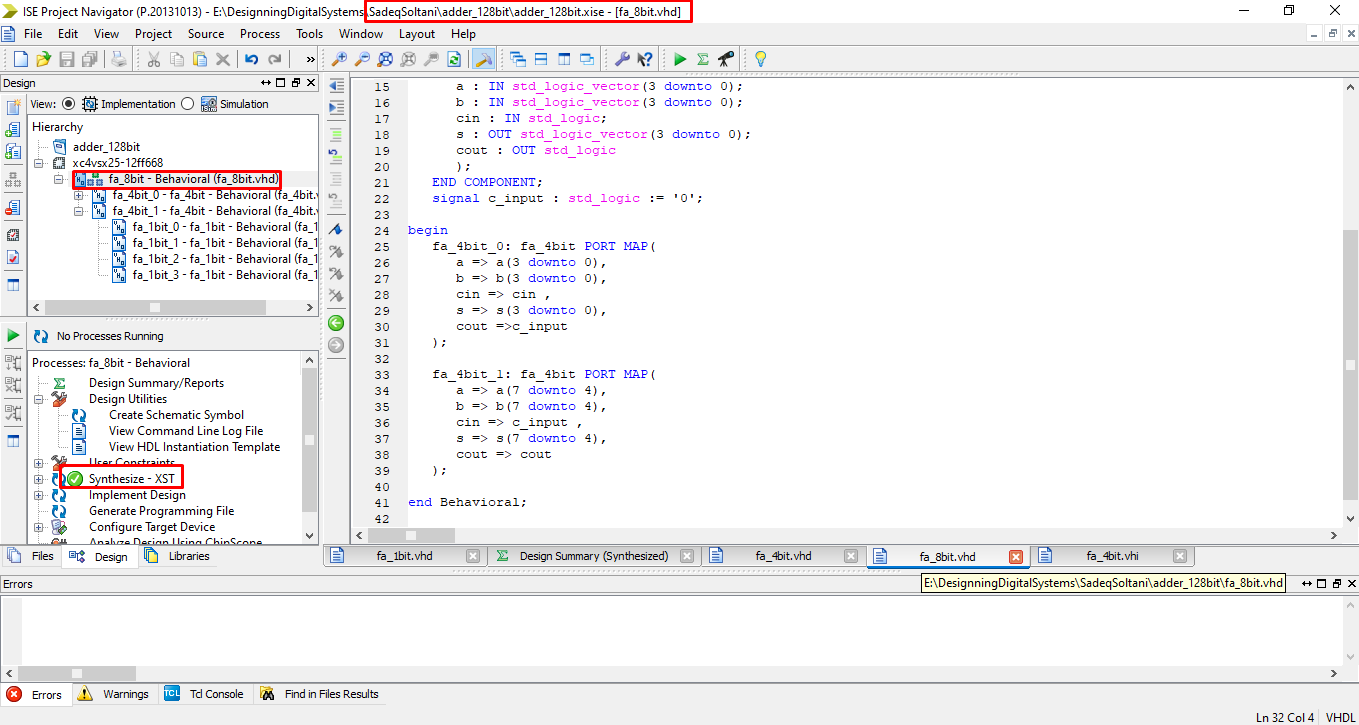 ISE Project Navigator (P.20131013) - E:\DesignningDigitalSystems\SadeqSoltani\adder_128bit\adder_128bit.xise - [fa_8bit.vhd]
File Edit View Project Source Process Tools Window Layout Help
»
Design
View: Implementation Simulation
Hierarchy
adder_128bit
xc4vsx25-12ff668
fa_8bit - Behavioral (fa_8bit.vhd)
fa_4bit_0 - fa_4bit - Behavioral (fa_4bit.v
fa_4bit_1 - fa_4bit - Behavioral (fa_4bit.v
fa_1bit_0 - fa_1bit - Behavioral (fa_1
fa_1bit_1 - fa_1bit - Behavioral (fa_1
fa_1bit_2 - fa_1bit - Behavioral (fa_1
fa_1bit_3 - fa_1bit - Behavioral (fa_1
No Processes Running
Processes: fa_8bit - Behavioral
Design Summary/Reports
Design Utilities
Create Schematic Symbol
View Command Line Log File
View HDL Instantiation Template
User Constraints
Synthesize - XST
Implement Design
Generate Programming File
Configure Target Device
Analyze Design Using ChipScope
Files Design Libraries
15 a : IN std_logic_vector(3 downto 0);
16 b : IN std_logic_vector(3 downto 0);
17 cin : IN std_logic;
18 s : OUT std_logic_vector(3 downto 0);
19 cout : OUT std_logic
20 );
21 END COMPONENT;
22 signal c_input : std_logic := '0';
23
24 begin
25 fa_4bit_0: fa_4bit PORT MAP(
26 a => a(3 downto 0),
27 b => b(3 downto 0),
28 cin => cin ,
29 s => s(3 downto 0),
30 cout =>c_input
31 );
32
33 fa_4bit_1: fa_4bit PORT MAP(
34 a => a(7 downto 4),
35 b => b(7 downto 4),
36 cin => c_input ,
37 s => s(7 downto 4),
38 cout => cout
39 );
40
41 end Behavioral;
42
fa_1bit.vhd Design Summary (Synthesized) fa_4bit.vhd fa_8bit.vhd fa_4bit.vhi
E:\DesignningDigitalSystems\SadeqSoltani\adder_128bit\fa_8bit.vhd
Errors
Errors Warnings Tcl Console Find in Files Results
Ln 32 Col 4 VHDL